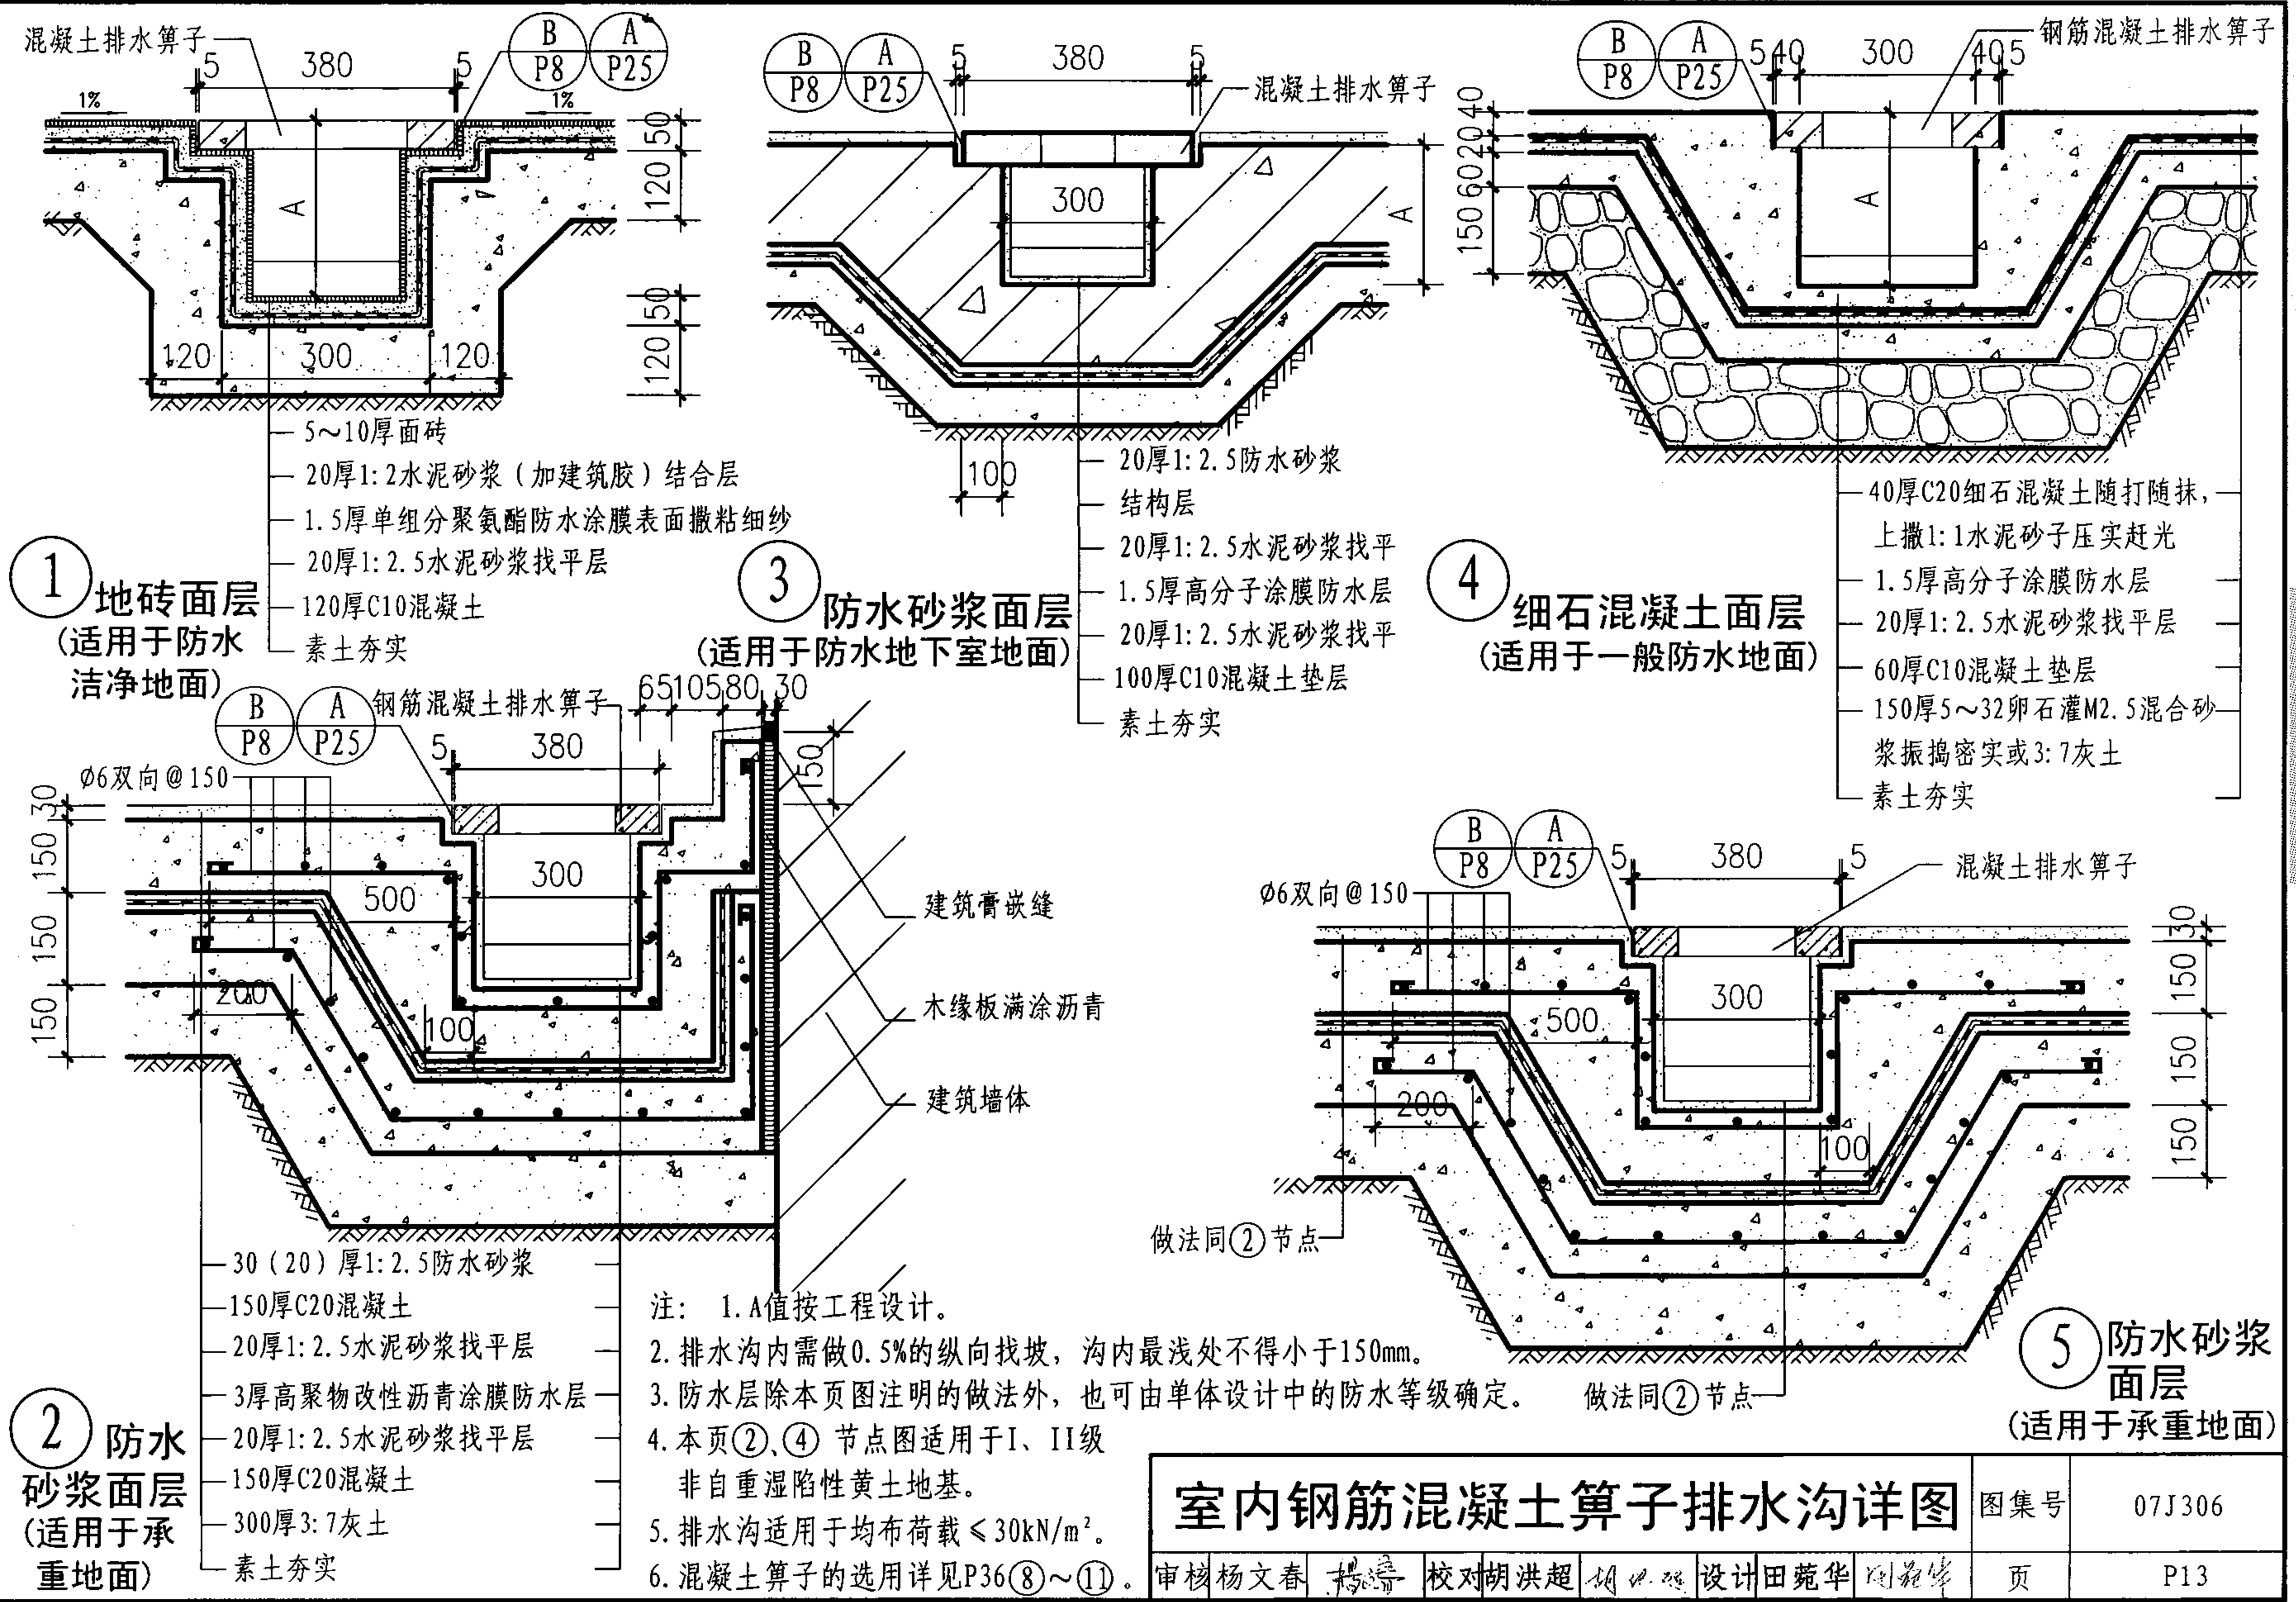 混凝土排水箅子
5 380 5
B
P8
A
P25
1%
1%
50
120
A
50
120
120 300 120
5～10厚面砖
20厚1:2水泥砂浆（加建筑胶）结合层
1.5厚单组分聚氨酯防水涂膜表面撒粘细纱
20厚1:2.5水泥砂浆找平层
120厚C10混凝土
素土夯实
1 地砖面层
(适用于防水
洁净地面)
B
P8
A
P25
5 380 5
混凝土排水箅子
300
A
100
20厚1:2.5防水砂浆
结构层
20厚1:2.5水泥砂浆找平
1.5厚高分子涂膜防水层
20厚1:2.5水泥砂浆找平
100厚C10混凝土垫层
素土夯实
3 防水砂浆面层
(适用于防水地下室地面)
B
P8
A
P25
5 40 300 40 5
钢筋混凝土排水箅子
40
20
60
150
A
40厚C20细石混凝土随打随抹,
上撒1:1水泥砂子压实赶光
1.5厚高分子涂膜防水层
20厚1:2.5水泥砂浆找平层
60厚C10混凝土垫层
150厚5～32卵石灌M2.5混合砂
浆振捣密实或3:7灰土
素土夯实
4 细石混凝土面层
(适用于一般防水地面)
B
P8
A
P25
钢筋混凝土排水箅子
65 105 80 30
5 380
150
Ø6双向@150
30
150
150
150
300
500
200
100
建筑膏嵌缝
木缘板满涂沥青
建筑墙体
30（20）厚1:2.5防水砂浆
150厚C20混凝土
20厚1:2.5水泥砂浆找平层
3厚高聚物改性沥青涂膜防水层
20厚1:2.5水泥砂浆找平层
150厚C20混凝土
300厚3:7灰土
素土夯实
2 防水
砂浆面层
(适用于承
重地面)
B
P8
A
P25
5 380 5
混凝土排水箅子
Ø6双向@150
30
150
150
150
300
500
200
100
做法同②节点
做法同②节点
5 防水砂浆
面层
(适用于承重地面)
注： 1.A值按工程设计。
2.排水沟内需做0.5%的纵向找坡，沟内最浅处不得小于150mm。
3.防水层除本页图注明的做法外，也可由单体设计中的防水等级确定。
4.本页②、④ 节点图适用于I、II级
非自重湿陷性黄土地基。
5.排水沟适用于均布荷载≤30kN/m²。
6.混凝土箅子的选用详见P36⑧～⑪。
室内钢筋混凝土箅子排水沟详图 图集号 07J306
审核 杨文春 校对 胡洪超 设计 田苑华 页 P13